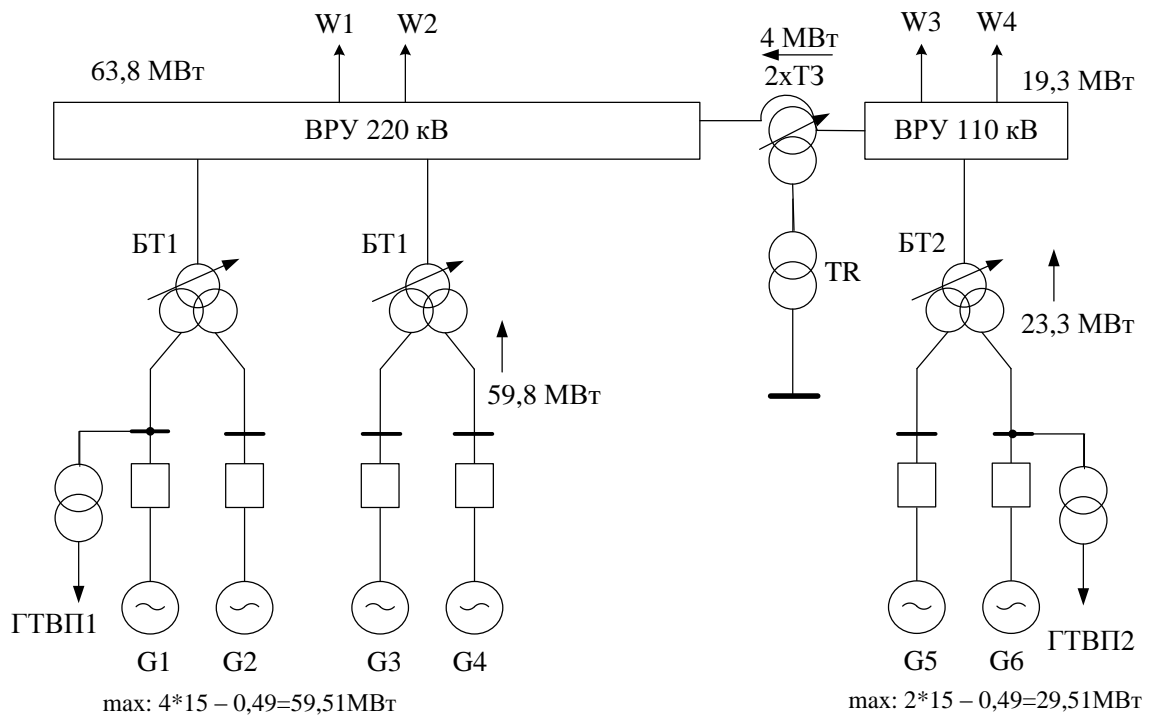 W1 W2 W3 W4
4 МВт
63,8 МВт 2хТЗ 19,3 МВт
ВРУ 220 кВ ВРУ 110 кВ
БТ1 БТ1 БТ2
TR
23,3 МВт
59,8 МВт
ГТВП1 ГТВП2
G1 G2 G3 G4 G5 G6
max: 4*15 – 0,49=59,51МВт max: 2*15 – 0,49=29,51МВт